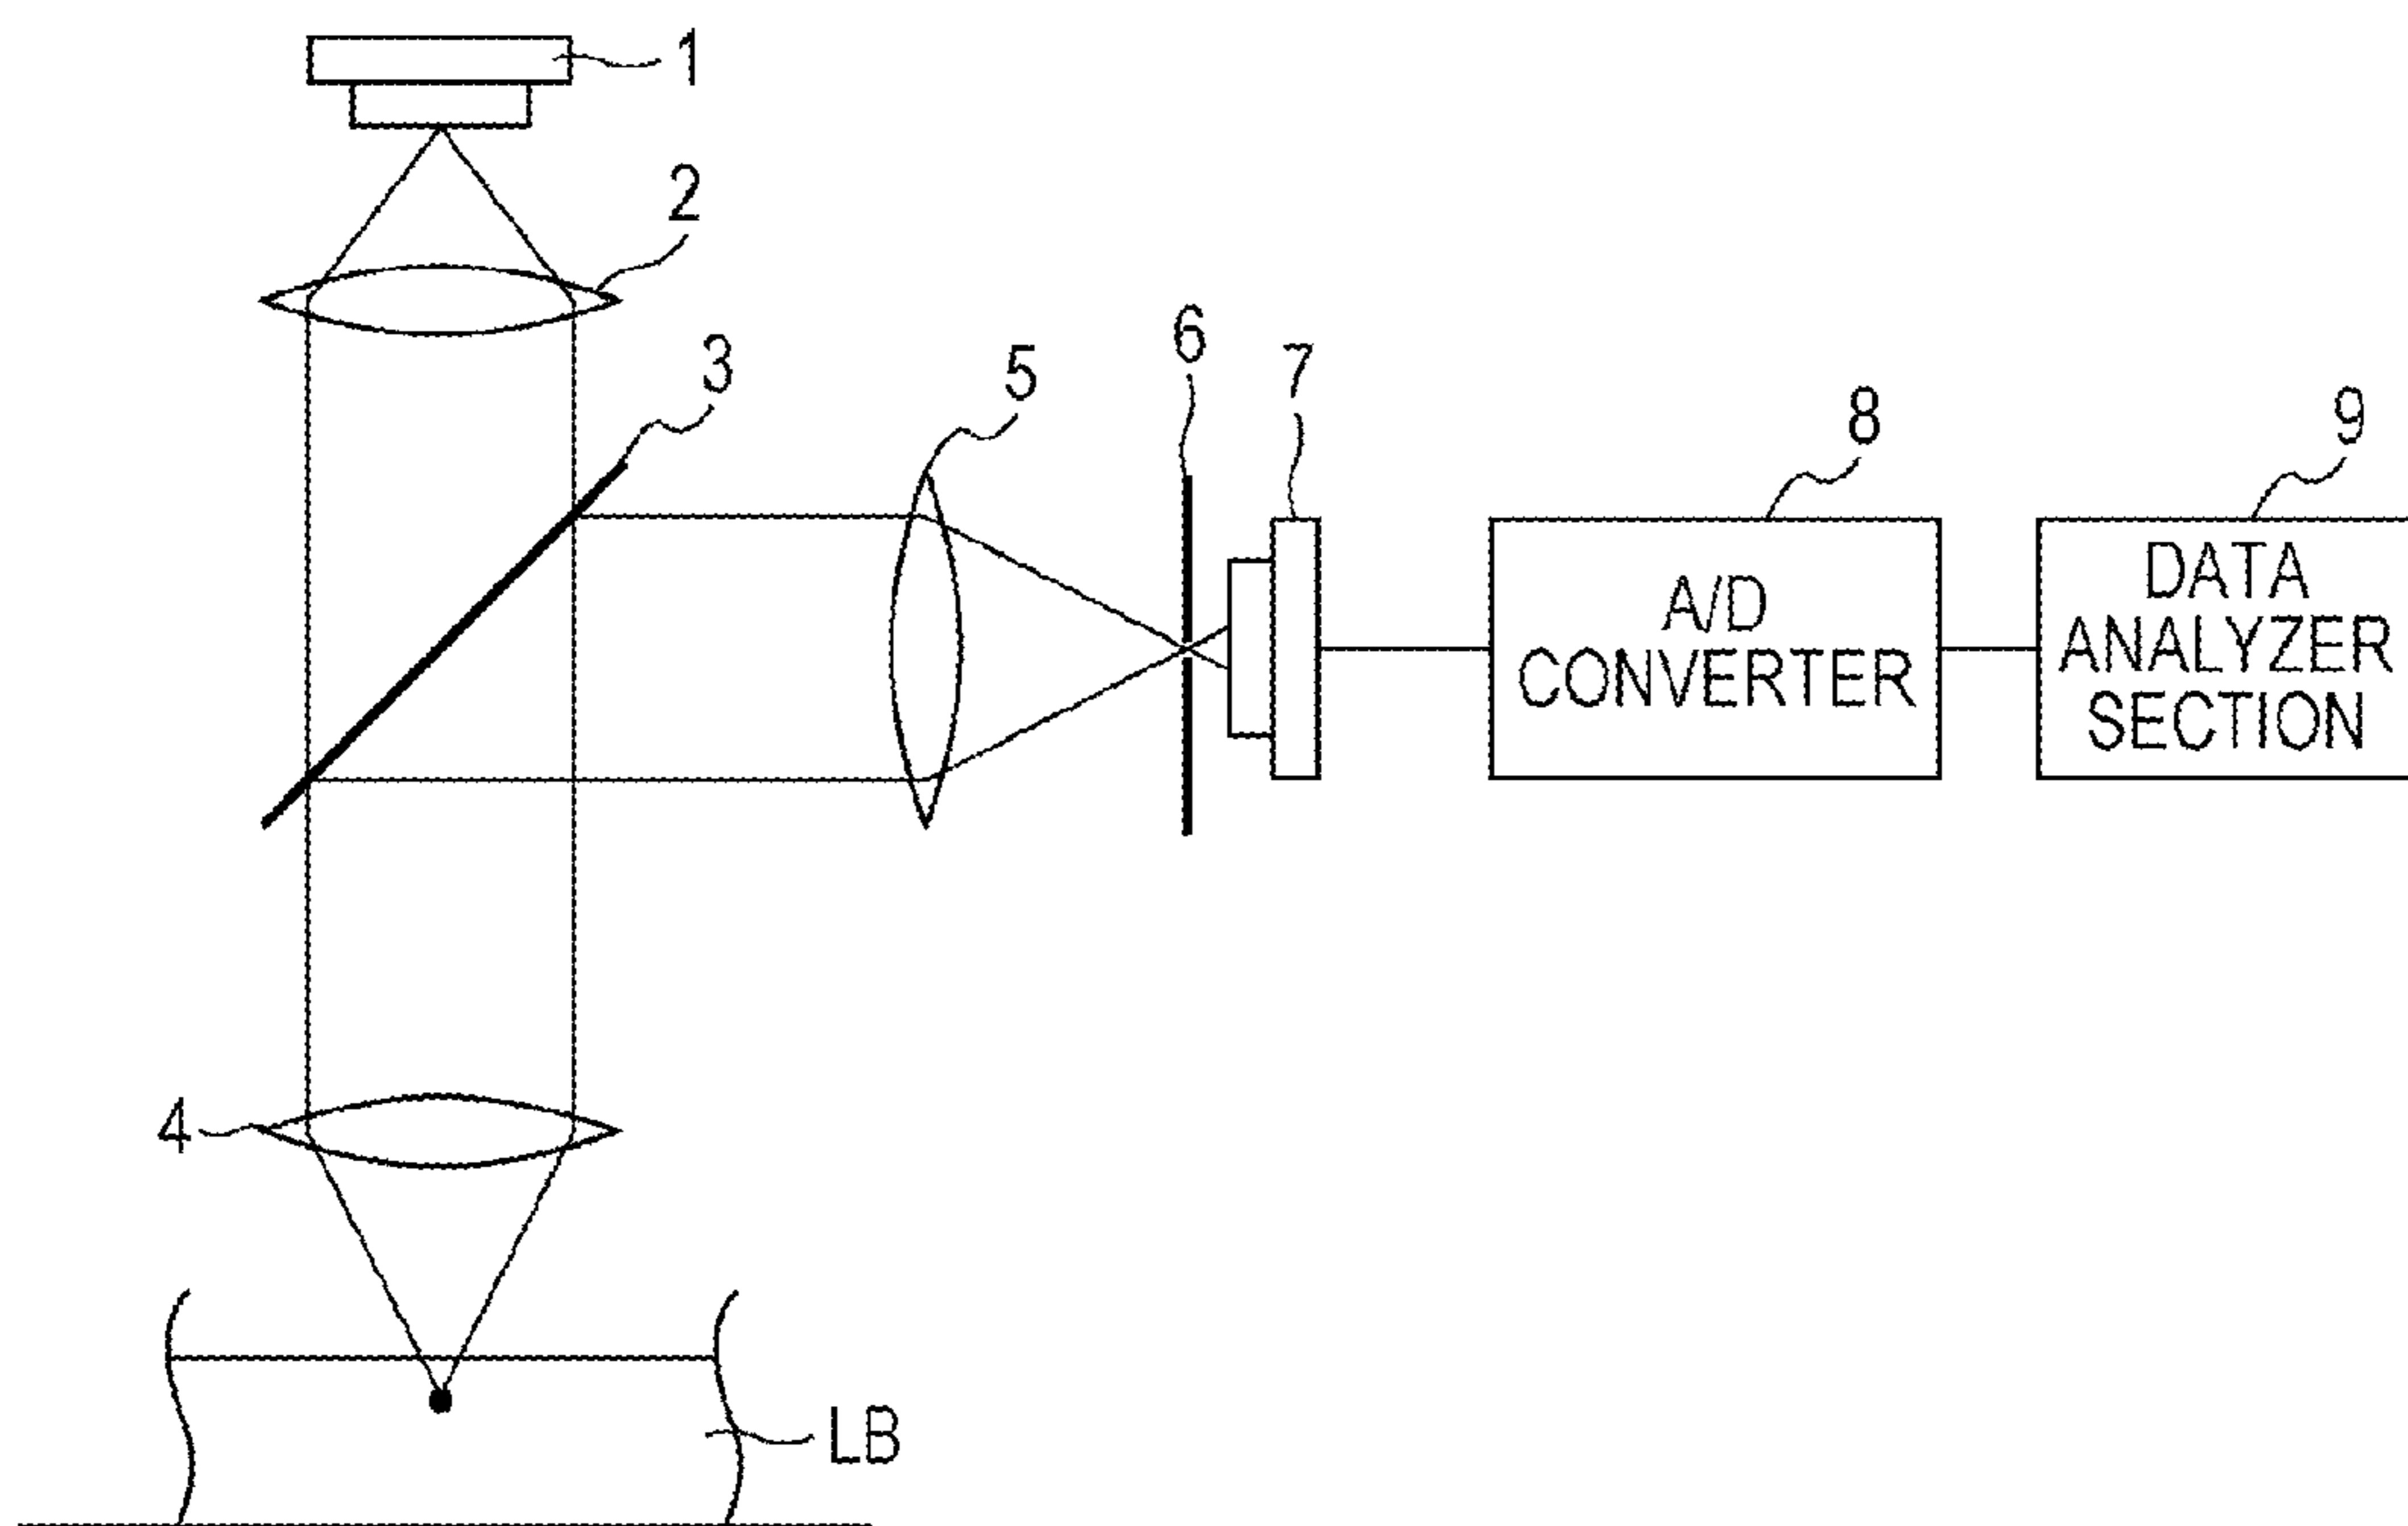 1
2
3
5
6
7
8
9
A/D
CONVERTER
DATA
ANALYZER
SECTION
4
LB